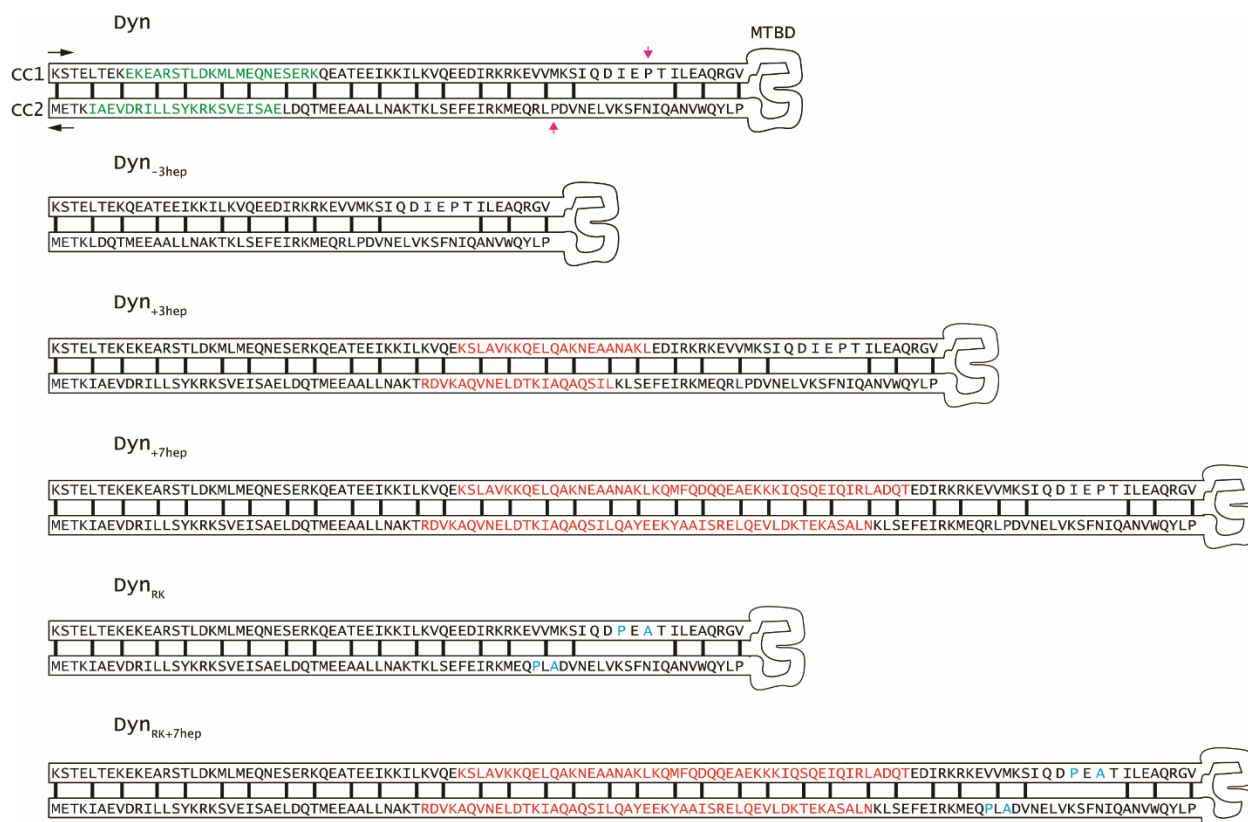 Dyn
MTBD
CC1 KSTELTEKEKEARSTLDKMLMEQNESERKQEATEEIKKILKVQEEDIRKRKEVVMKSIQDIEPTILEAQRGV
CC2 METKIAEVDRILLSYKRKSVEISAELDQTMEEAALLNAKTKLSEFEIRKMEQRLPDVNELVKSFNIQANVWQYLP
Dyn-3hep
KSTELTEKQEATEEIKKILKVQEEDIRKRKEVVMKSIQDIEPTILEAQRGV
METKLDQTMEEAALLNAKTKLSEFEIRKMEQRLPDVNELVKSFNIQANVWQYLP
Dyn+3hep
KSTELTEKEKEARSTLDKMLMEQNESERKQEATEEIKKILKVQEKSLAVKKQELQAKNEAANAKLEDIRKRKEVVMKSIQDIEPTILEAQRGV
METKIAEVDRILLSYKRKSVEISAELDQTMEEAALLNAKTRDVKAQVNELDTKIAQAQSILKLSEFEIRKMEQRLPDVNELVKSFNIQANVWQYLP
Dyn+7hep
KSTELTEKEKEARSTLDKMLMEQNESERKQEATEEIKKILKVQEKSLAVKKQELQAKNEAANAKLKQMFQDQQEAEKKKIQSQEIQIRLADQTEDIRKRKEVVMKSIQDIEPTILEAQRGV
METKIAEVDRILLSYKRKSVEISAELDQTMEEAALLNAKTRDVKAQVNELDTKIAQAQSILQAYEEKYAAISRELQEVLDKTEKASALNKLSEFEIRKMEQRLPDVNELVKSFNIQANVWQYLP
DynRK
KSTELTEKEKEARSTLDKMLMEQNESERKQEATEEIKKILKVQEEDIRKRKEVVMKSIQDPEATILEAQRGV
METKIAEVDRILLSYKRKSVEISAELDQTMEEAALLNAKTKLSEFEIRKMEQPLADVNELVKSFNIQANVWQYLP
DynRK+7hep
KSTELTEKEKEARSTLDKMLMEQNESERKQEATEEIKKILKVQEKSLAVKKQELQAKNEAANAKLKQMFQDQQEAEKKKIQSQEIQIRLADQTEDIRKRKEVVMKSIQDPEATILEAQRGV
METKIAEVDRILLSYKRKSVEISAELDQTMEEAALLNAKTRDVKAQVNELDTKIAQAQSILQAYEEKYAAISRELQEVLDKTEKASALNKLSEFEIRKMEQPLADVNELVKSFNIQANVWQYLP